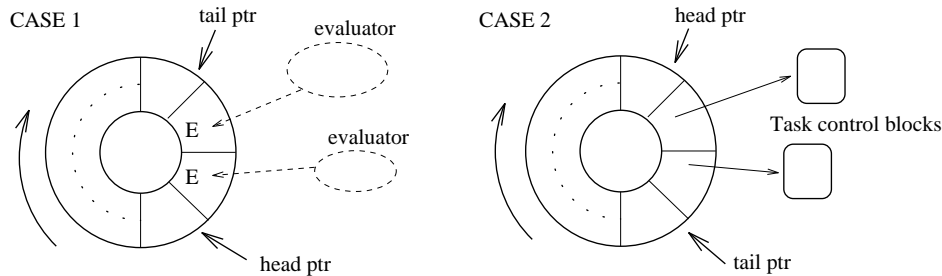 CASE 1
tail ptr
evaluator
E
evaluator
E
head ptr
CASE 2
head ptr
Task control blocks
tail ptr